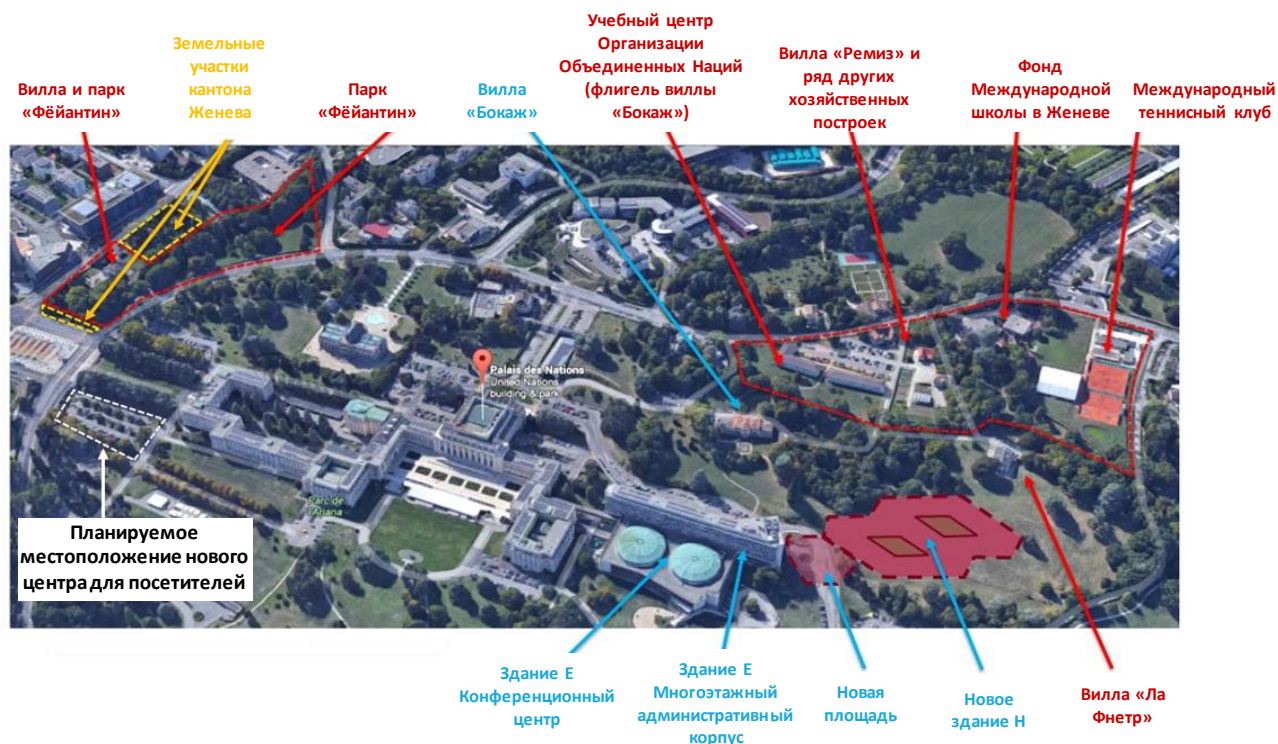 Вилла и парк
«Фёйантин»
Земельные
участки
кантона
Женева
Парк
«Фёйантин»
Вилла
«Бокаж»
Учебный центр
Организации
Объединенных Наций
(флигель виллы
«Бокаж»)
Вилла «Ремиз» и
ряд других
хозяйственных
построек
Фонд
Международной
школы в Женеве
Международный
теннисный клуб
Palais des Nations
United Nations
building & park
Parc de
l'Ariana
Планируемое
местоположение нового
центра для посетителей
Здание Е
Конференционный
центр
Здание Е
Многоэтажный
административный
корпус
Новая
площадь
Новое
здание H
Вилла «Ла
Фнетр»